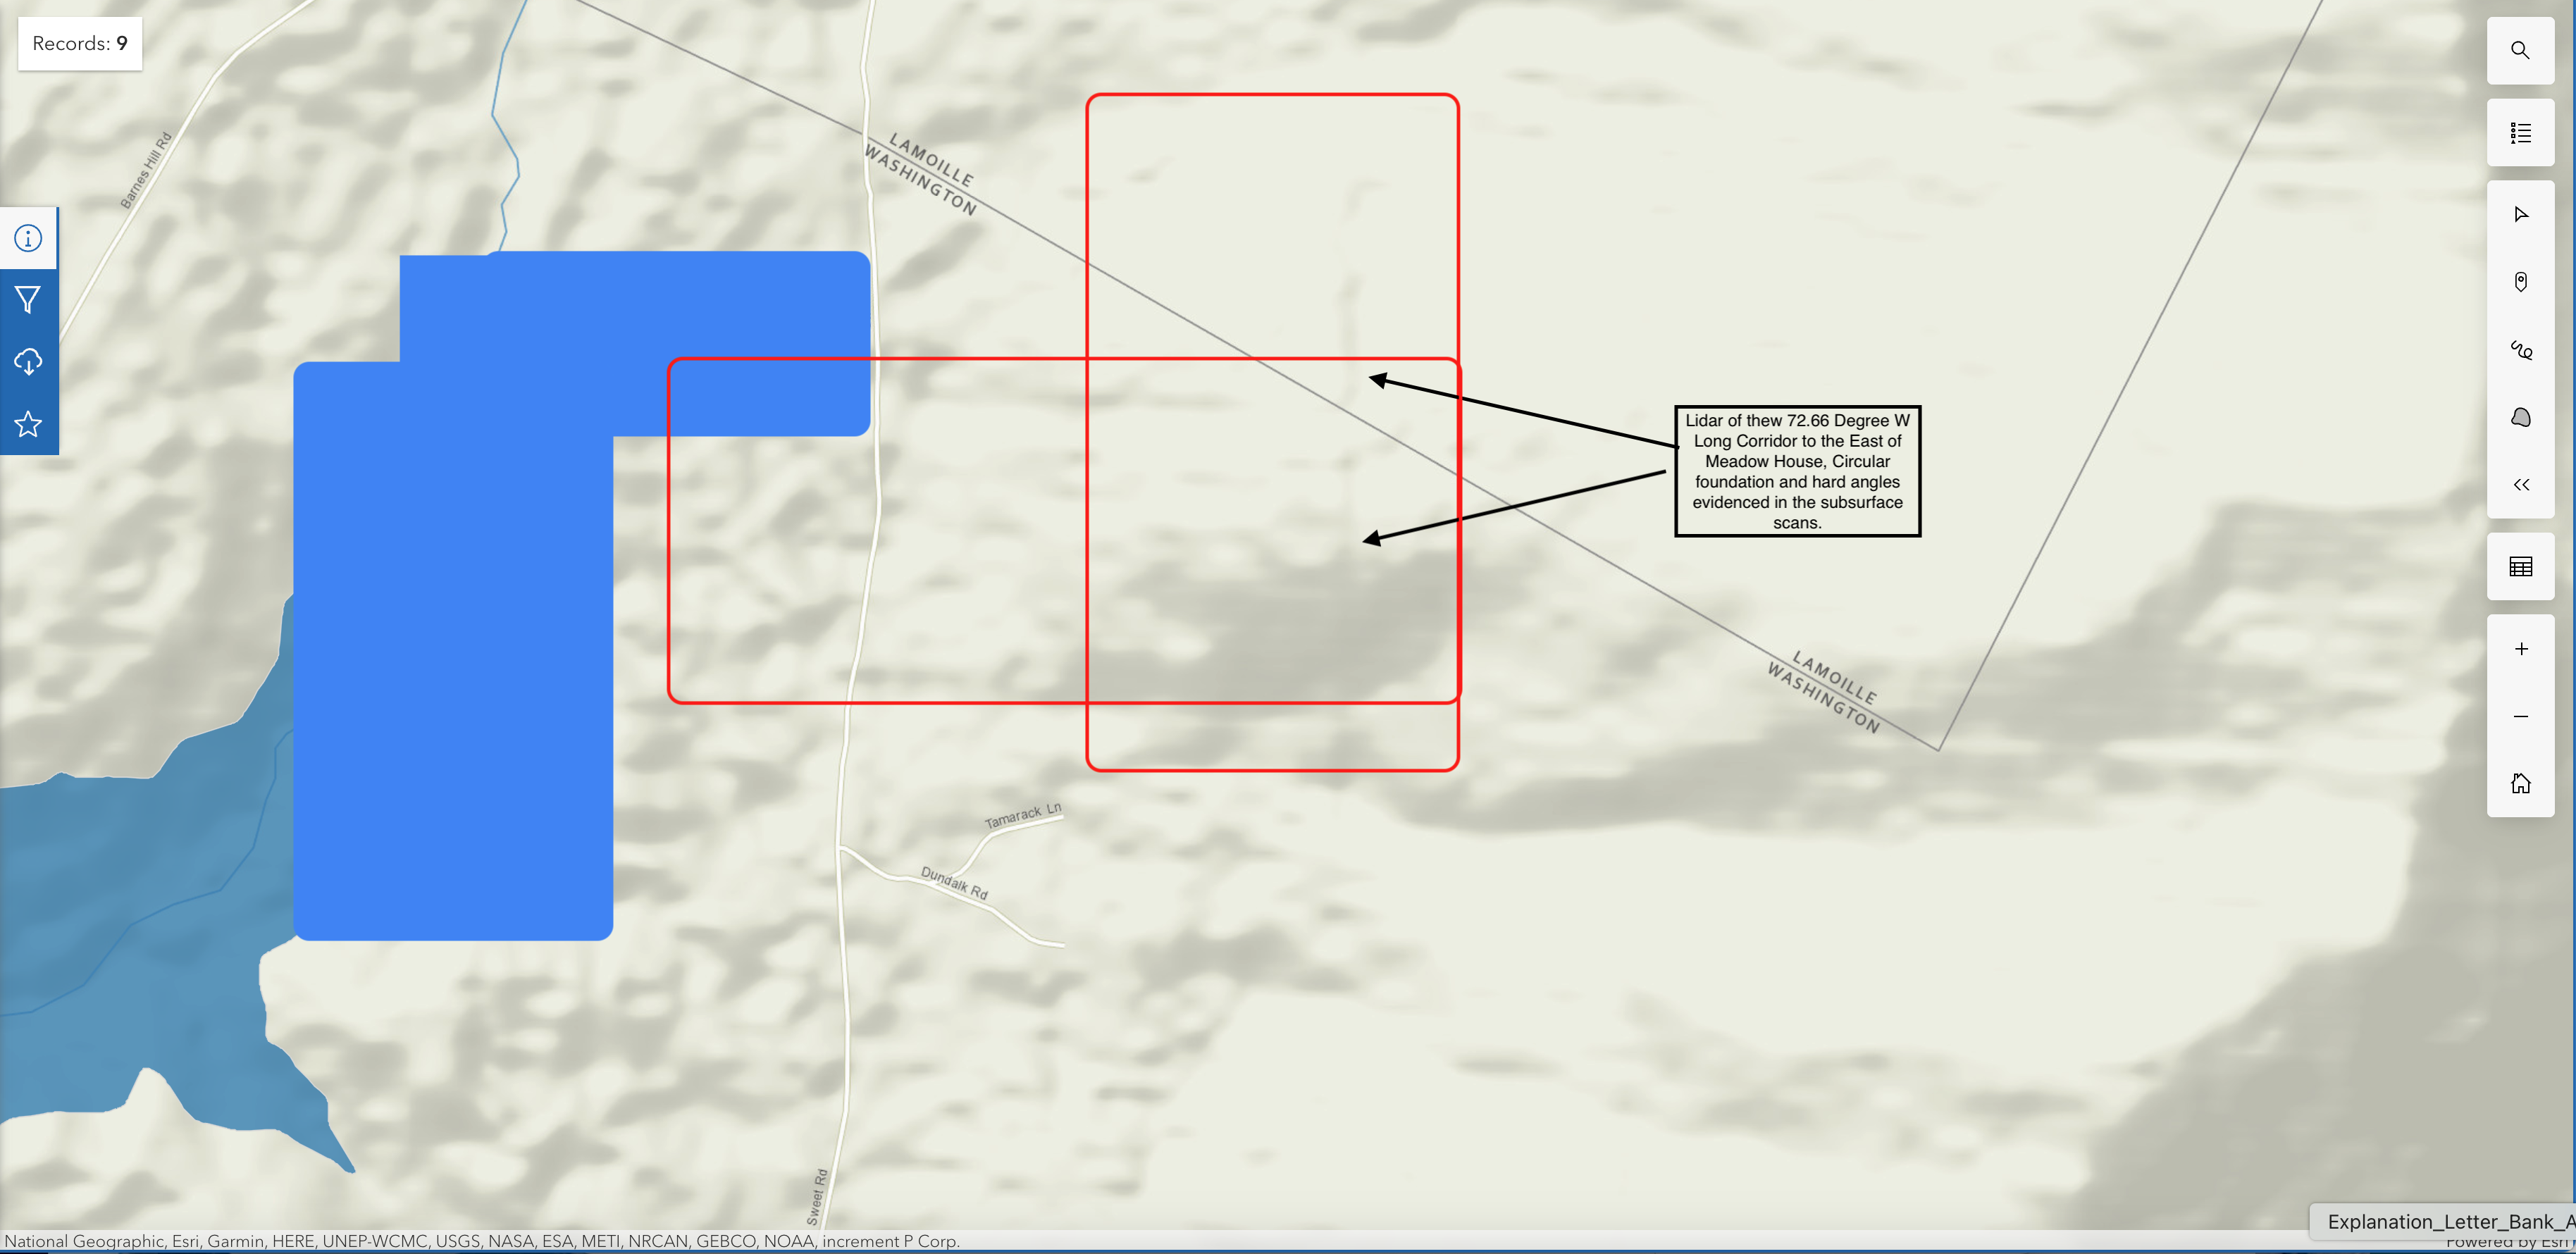 Records: 9
Barnes Hill Rd
LAMOILLE
WASHINGTON
Lidar of thew 72.66 Degree W
Long Corridor to the East of
Meadow House, Circular
foundation and hard angles
evidenced in the subsurface
scans.
LAMOILLE
WASHINGTON
Tamarack Ln
Dundalk Rd
Sweet Rd
Explanation_Letter_Bank_A
National Geographic, Esri, Garmin, HERE, UNEP-WCMC, USGS, NASA, ESA, METI, NRCAN, GEBCO, NOAA, increment P Corp.
Powered by Esri